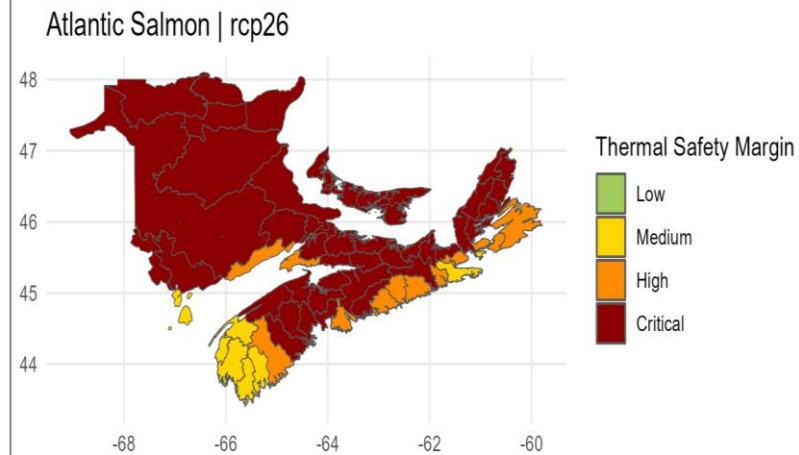 Atlantic Salmon | rcp26
48
47
46
45
44
-68
-66
-64
-62
-60
Thermal Safety Margin
Low
Medium
High
Critical